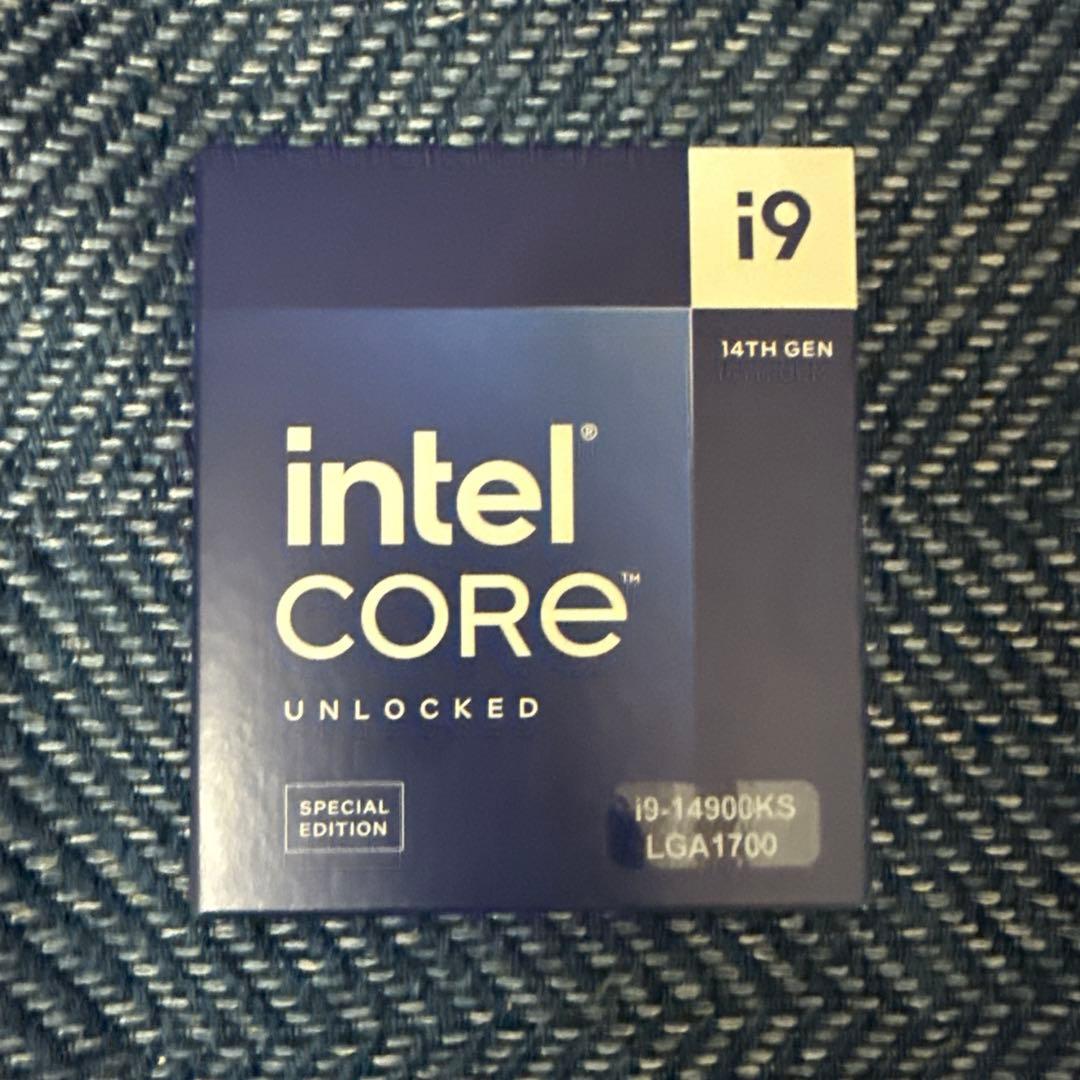 i9
14TH GEN
intel®
CORe™
UNLOCKED
SPECIAL
EDITION
i9-14900KS
LGA1700